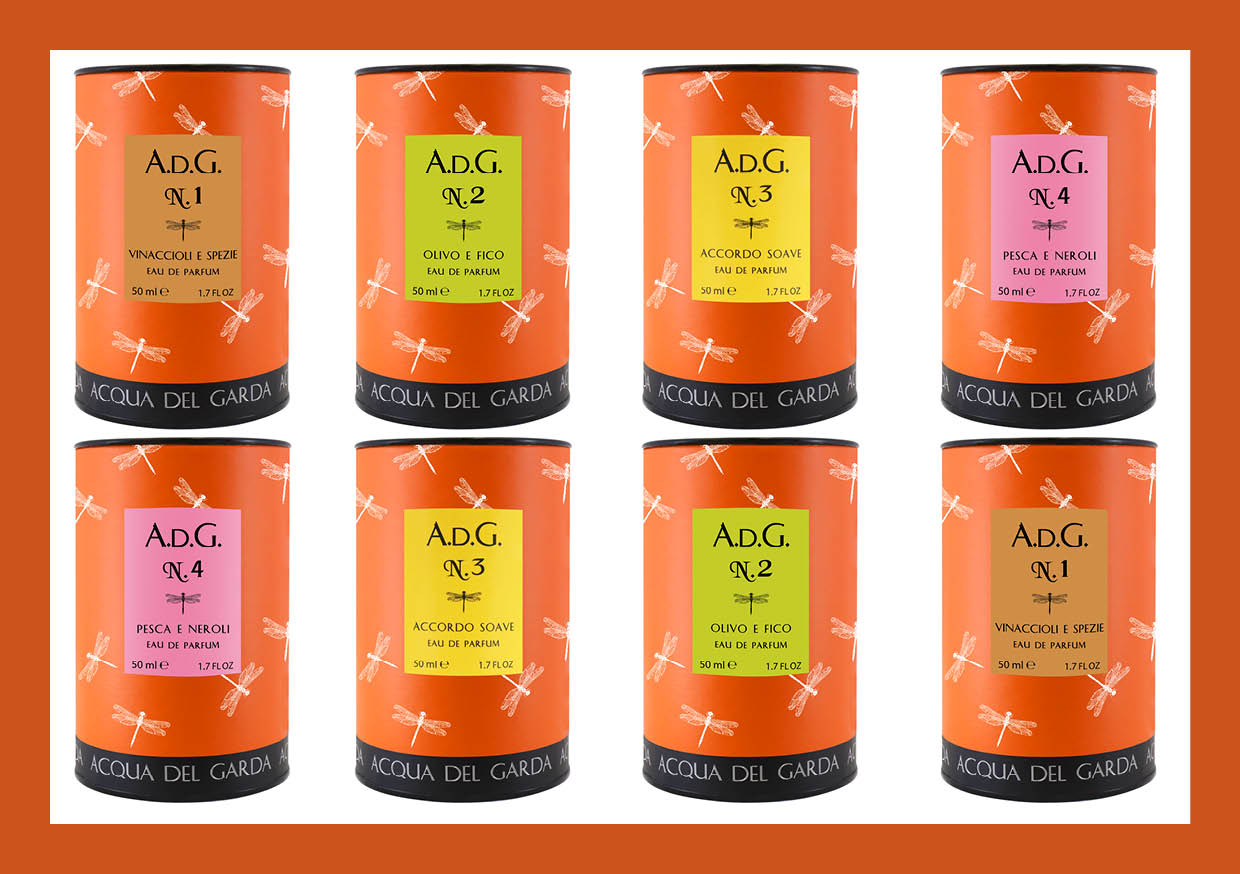 A.D.G.
N.1
VINACCIOLI E SPEZIE
EAU DE PARFUM
50 ml ℮ 1.7 FL OZ
ACQUA DEL GARDA
A.D.G.
N.2
OLIVO E FICO
EAU DE PARFUM
50 ml ℮ 1.7 FL OZ
ACQUA DEL GARDA
A.D.G.
N.3
ACCORDO SOAVE
EAU DE PARFUM
50 ml ℮ 1.7 FL OZ
ACQUA DEL GARDA
A.D.G.
N.4
PESCA E NEROLI
EAU DE PARFUM
50 ml ℮ 1.7 FL OZ
ACQUA DEL GARDA
A.D.G.
N.4
PESCA E NEROLI
EAU DE PARFUM
50 ml ℮ 1.7 FL OZ
ACQUA DEL GARDA
A.D.G.
N.3
ACCORDO SOAVE
EAU DE PARFUM
50 ml ℮ 1.7 FL OZ
ACQUA DEL GARDA
A.D.G.
N.2
OLIVO E FICO
EAU DE PARFUM
50 ml ℮ 1.7 FL OZ
ACQUA DEL GARDA
A.D.G.
N.1
VINACCIOLI E SPEZIE
EAU DE PARFUM
50 ml ℮ 1.7 FL OZ
ACQUA DEL GARDA